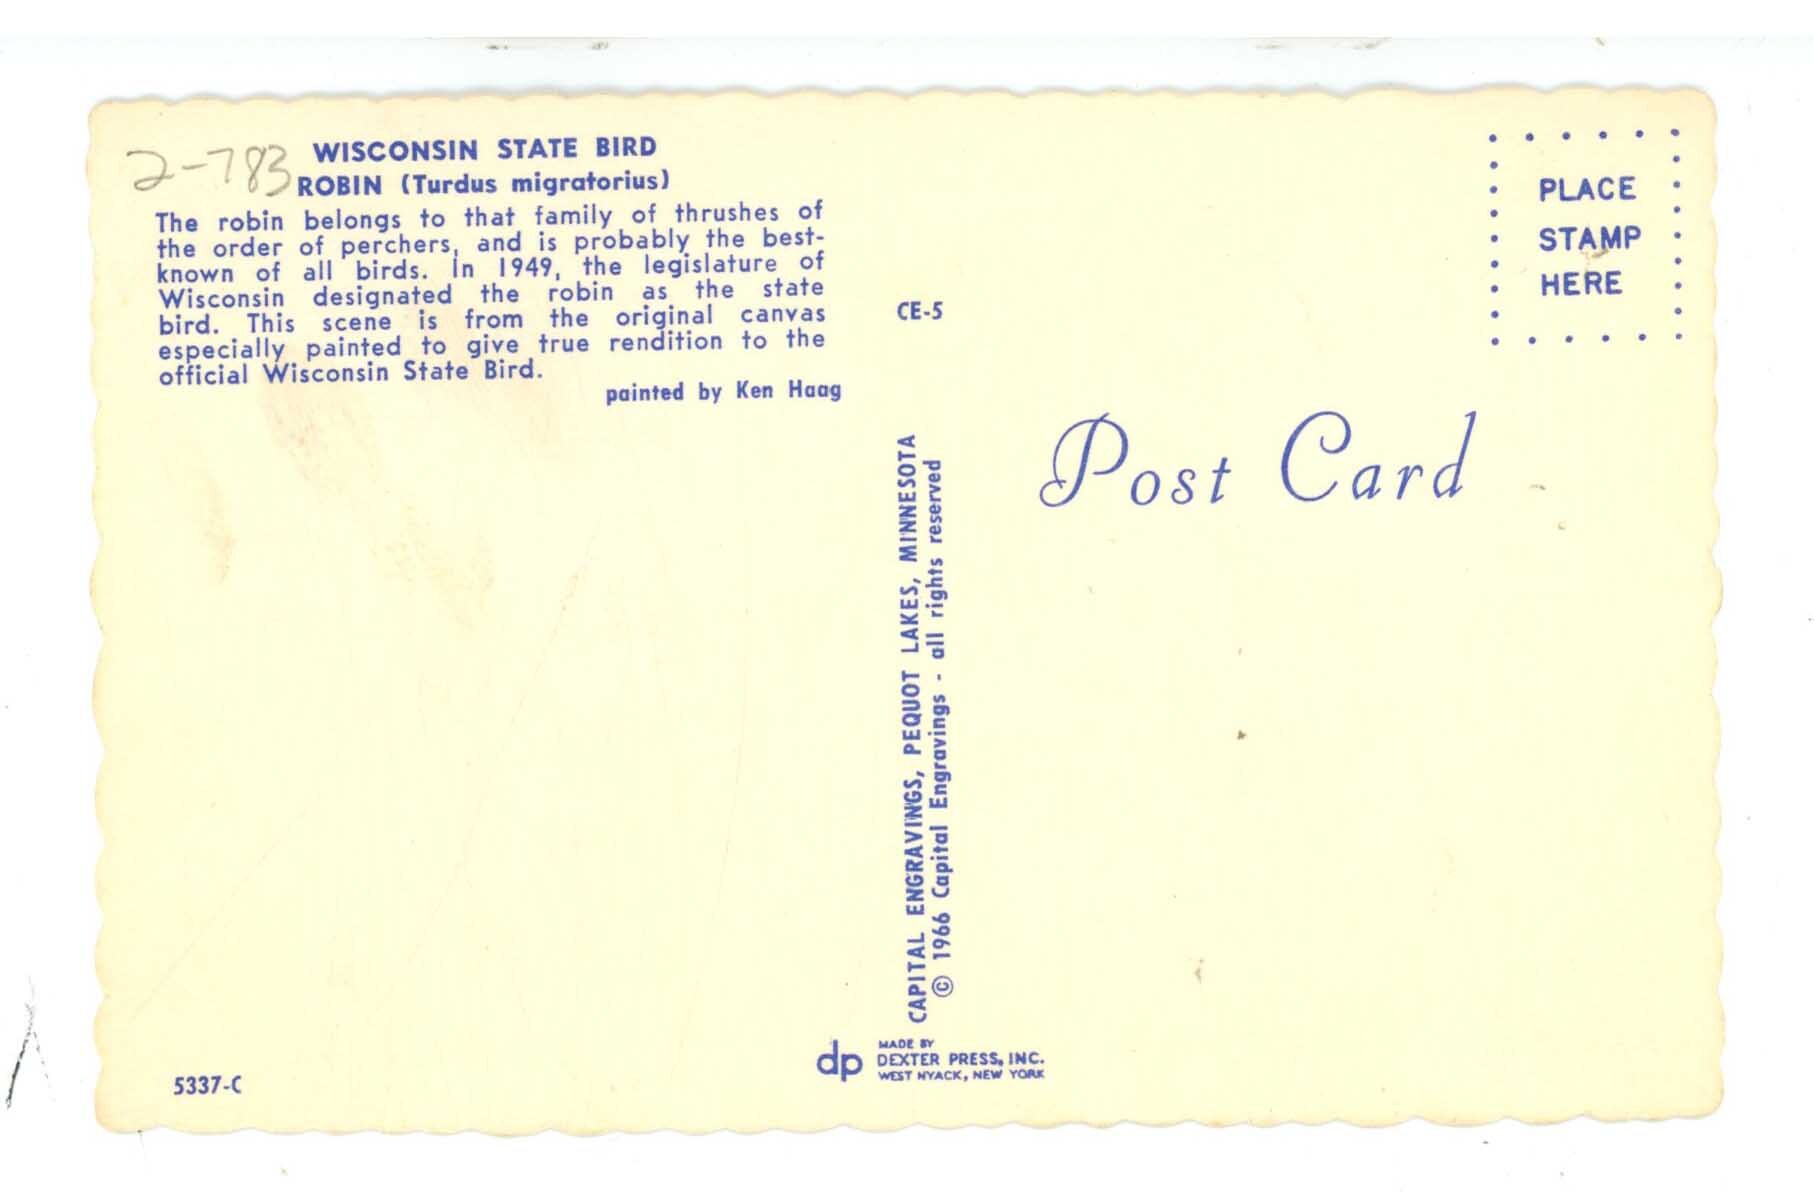 2-783
WISCONSIN STATE BIRD
ROBIN (Turdus migratorius)
The robin belongs to that family of thrushes of
the order of perchers, and is probably the best-
known of all birds. In 1949, the legislature of
Wisconsin designated the robin as the state
bird. This scene is from the original canvas
especially painted to give true rendition to the
official Wisconsin State Bird.
painted by Ken Haag
CE-5
PLACE
STAMP
HERE
Post Card
CAPITAL ENGRAVINGS, PEQUOT LAKES, MINNESOTA
© 1966 Capital Engravings - all rights reserved
dp
MADE BY
DEXTER PRESS, INC.
WEST NYACK, NEW YORK
5337-C